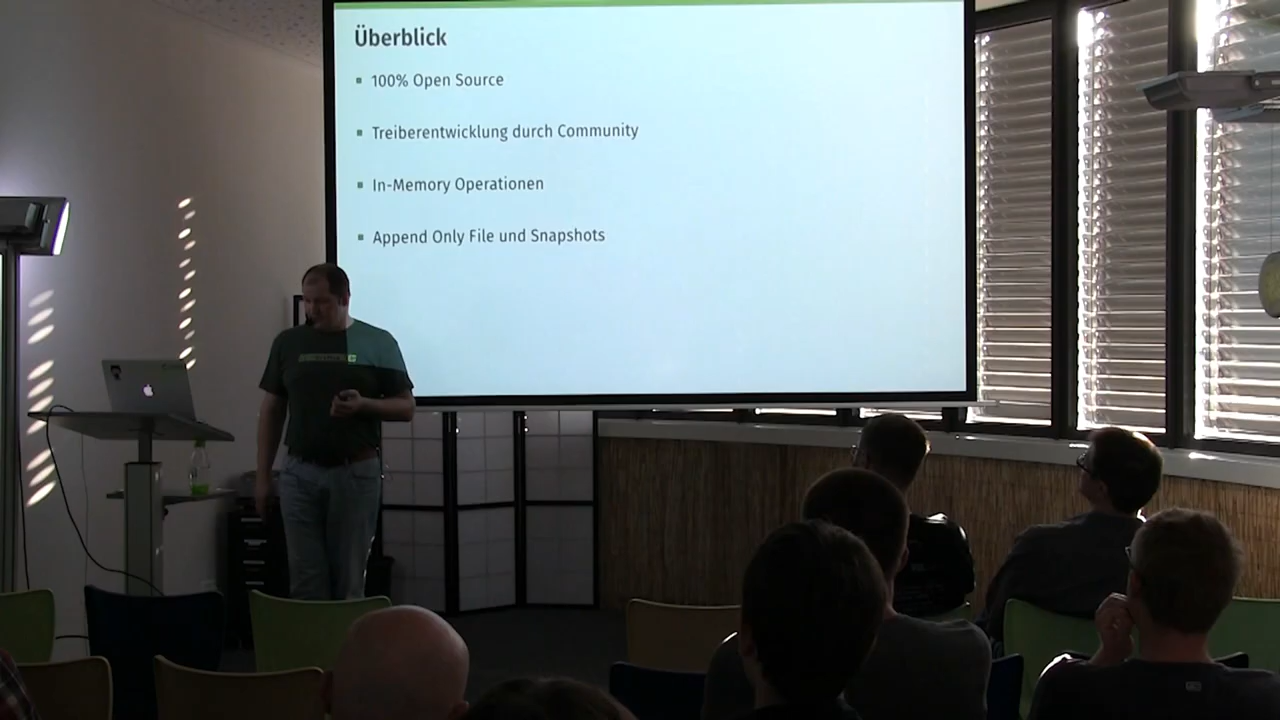 Überblick
100% Open Source
Treiberentwicklung durch Community
In-Memory Operationen
Append Only File und Snapshots